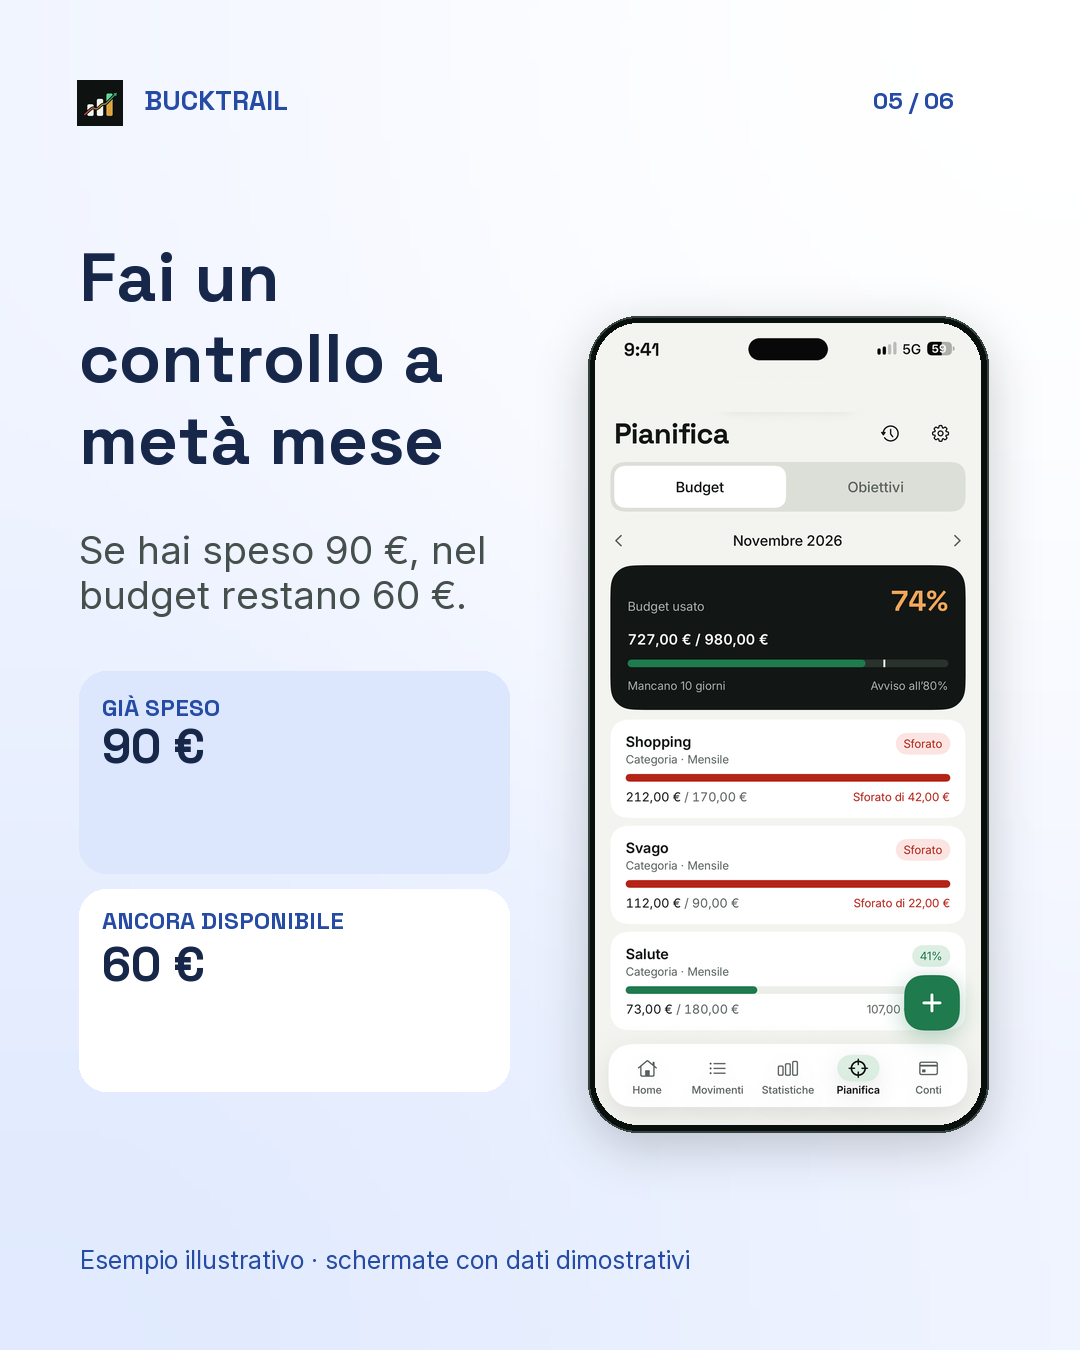 BUCKTRAIL
05 / 06
Fai un
controllo a
metà mese
Se hai speso 90 €, nel
budget restano 60 €.
GIÀ SPESO
90 €
ANCORA DISPONIBILE
60 €
9:41
5G 59
Pianifica
Budget Obiettivi
Novembre 2026
Budget usato 74%
727,00 € / 980,00 €
Mancano 10 giorni Avviso all'80%
Shopping Sforato
Categoria · Mensile
212,00 € / 170,00 € Sforato di 42,00 €
Svago Sforato
Categoria · Mensile
112,00 € / 90,00 € Sforato di 22,00 €
Salute 41%
Categoria · Mensile
73,00 € / 180,00 € 107,00
Home Movimenti Statistiche Pianifica Conti
Esempio illustrativo · schermate con dati dimostrativi